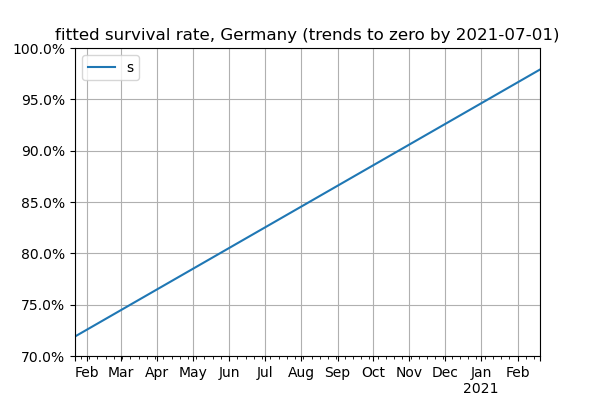 fitted survival rate, Germany (trends to zero by 2021-07-01)
100.0%
95.0%
90.0%
85.0%
80.0%
75.0%
70.0%
s
Feb Mar Apr May Jun Jul Aug Sep Oct Nov Dec Jan Feb
2021